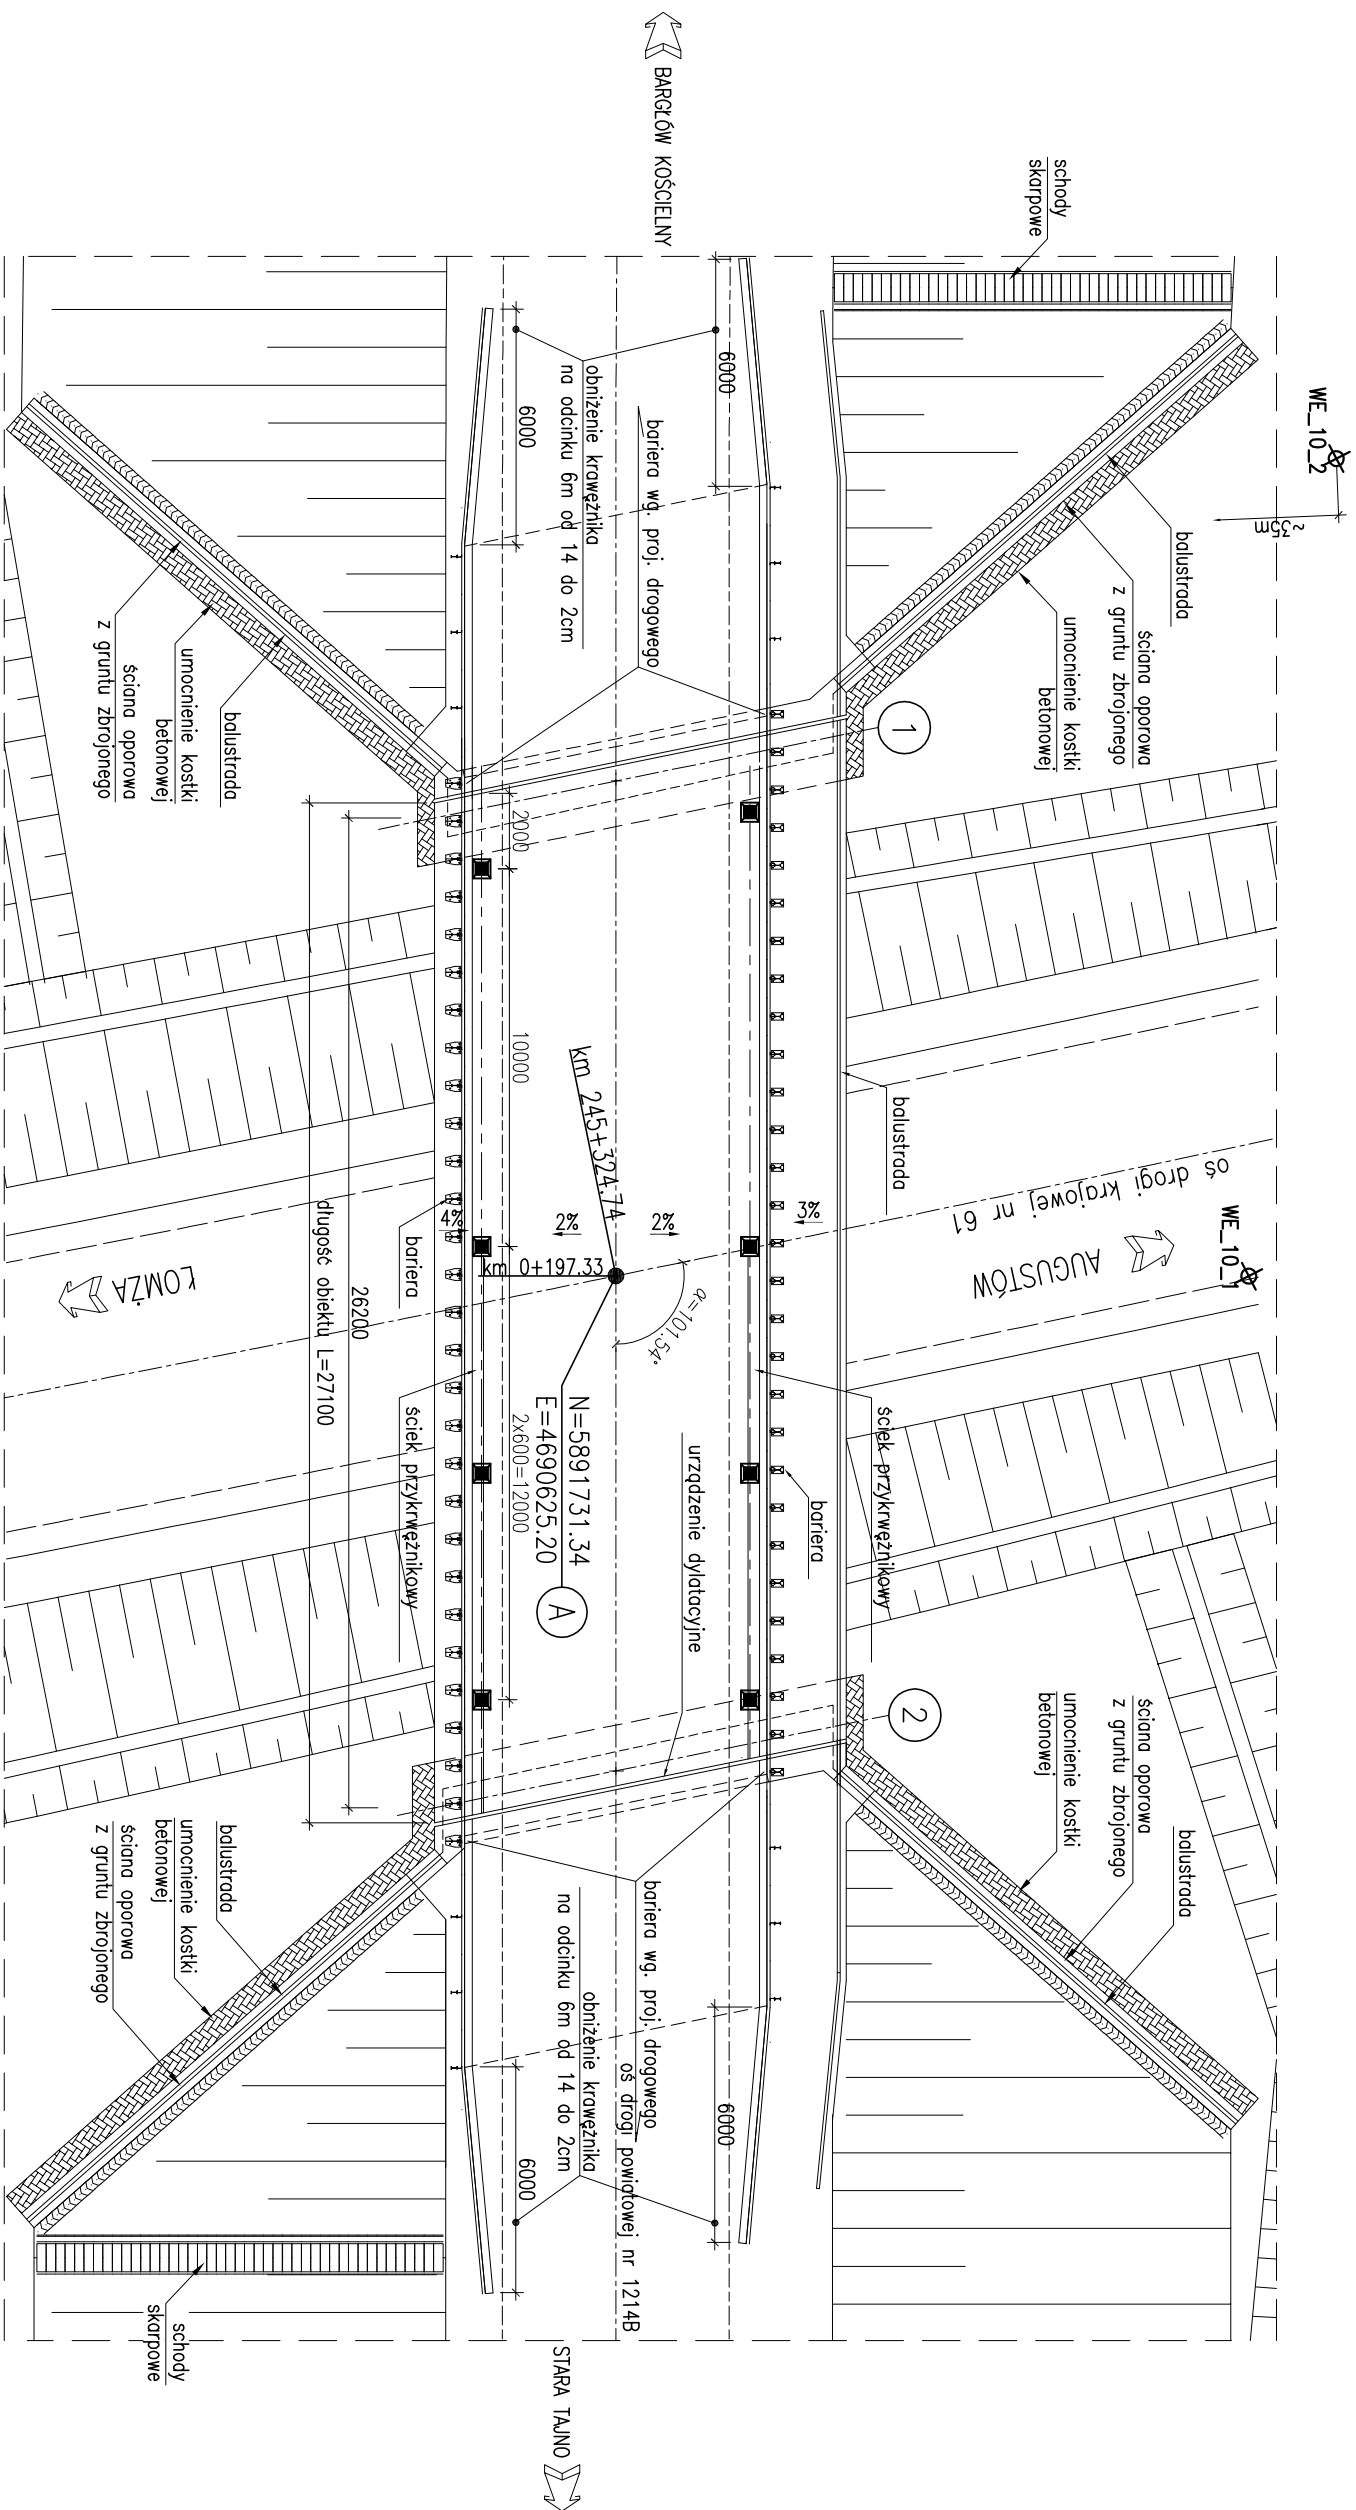 BARGŁÓW KOŚCIELNY
schody
skarpowe
WE_10_2
~35m
6000
6000
obniżenie krawężnika
na odcinku 6m od 14 do 2cm
bariera wg. proj. drogowego
balustrada
ściana oporowa
z gruntu zbrojonego
umocnienie kostki
betonowej
balustrada
umocnienie kostki
betonowej
ściana oporowa
z gruntu zbrojonego
1
2000
10000
2x600=12000
26200
długość obiektu L=27100
km 245+324.74
km 0+197.33
α=101.54°
N=5891731.34
E=4690625.20
A
4%
2%
2%
3%
balustrada
oś drogi krajowej nr 61
AUGUSTÓW
WE_10_1
ŁOMŻA
bariera
bariera
ściek przykrwężnikowy
ściek przykrwężnikowy
urządzenie dylatacyjne
2
umocnienie kostki
betonowej
ściana oporowa
z gruntu zbrojonego
balustrada
balustrada
umocnienie kostki
betonowej
ściana oporowa
z gruntu zbrojonego
bariera wg. proj. drogowego
oś drogi powiatowej nr 1214B
obniżenie krawężnika
na odcinku 6m od 14 do 2cm
6000
6000
schody
skarpowe
STARA TAJNO